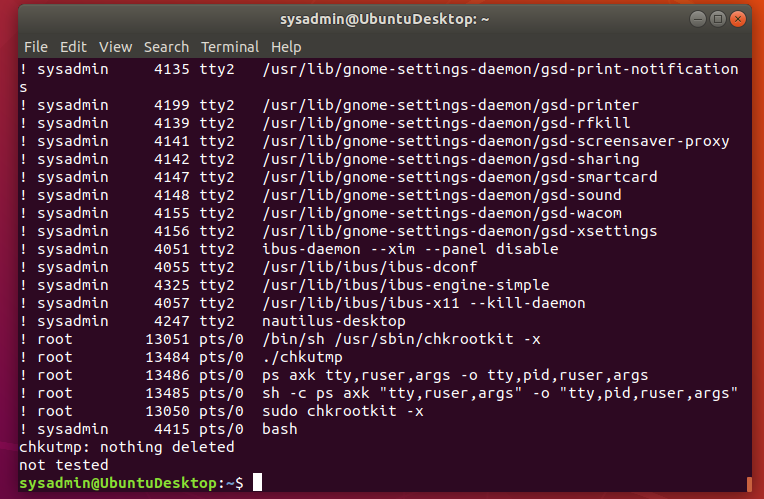 sysadmin@UbuntuDesktop: ~
File Edit View Search Terminal Help
! sysadmin     4135 tty2   /usr/lib/gnome-settings-daemon/gsd-print-notification
s
! sysadmin     4199 tty2   /usr/lib/gnome-settings-daemon/gsd-printer
! sysadmin     4139 tty2   /usr/lib/gnome-settings-daemon/gsd-rfkill
! sysadmin     4141 tty2   /usr/lib/gnome-settings-daemon/gsd-screensaver-proxy
! sysadmin     4142 tty2   /usr/lib/gnome-settings-daemon/gsd-sharing
! sysadmin     4147 tty2   /usr/lib/gnome-settings-daemon/gsd-smartcard
! sysadmin     4148 tty2   /usr/lib/gnome-settings-daemon/gsd-sound
! sysadmin     4155 tty2   /usr/lib/gnome-settings-daemon/gsd-wacom
! sysadmin     4156 tty2   /usr/lib/gnome-settings-daemon/gsd-xsettings
! sysadmin     4051 tty2   ibus-daemon --xim --panel disable
! sysadmin     4055 tty2   /usr/lib/ibus/ibus-dconf
! sysadmin     4325 tty2   /usr/lib/ibus/ibus-engine-simple
! sysadmin     4057 tty2   /usr/lib/ibus/ibus-x11 --kill-daemon
! sysadmin     4247 tty2   nautilus-desktop
! root        13051 pts/0  /bin/sh /usr/sbin/chkrootkit -x
! root        13484 pts/0  ./chkutmp
! root        13486 pts/0  ps axk tty,ruser,args -o tty,pid,ruser,args
! root        13485 pts/0  sh -c ps axk "tty,ruser,args" -o "tty,pid,ruser,args"
! root        13050 pts/0  sudo chkrootkit -x
! sysadmin     4415 pts/0  bash
chkutmp: nothing deleted
not tested
sysadmin@UbuntuDesktop:~$